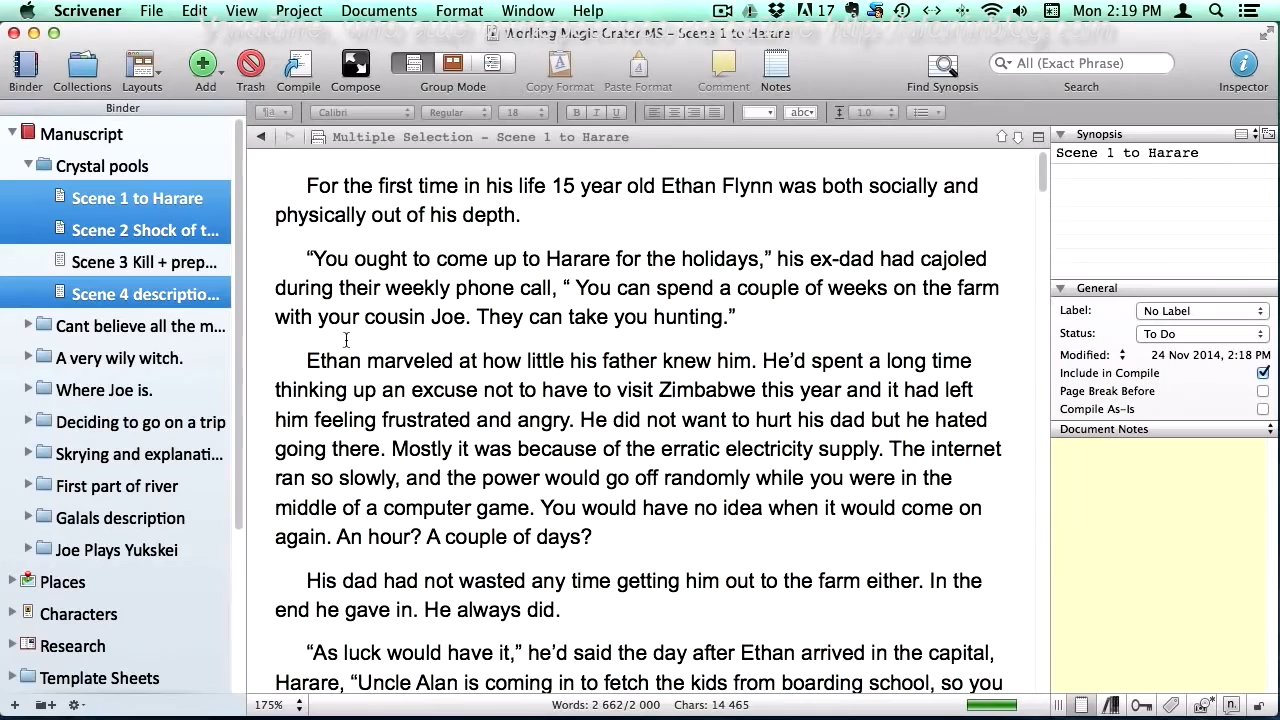 Scrivener File Edit View Project Documents Format Window Help 17 Mon 2:19 PM
Working Magic Crater MS – Scene 1 to Harare
Binder Collections Layouts Add Trash Compile Compose Group Mode Copy Format Paste Format Comment Notes Find Synopsis All (Exact Phrase) Search Inspector
Calibri Regular 18 B I U abc 1.0
Binder
Manuscript
Crystal pools
Scene 1 to Harare
Scene 2 Shock of t...
Scene 3 Kill + prep...
Scene 4 descriptio...
Cant believe all the m...
A very wily witch.
Where Joe is.
Deciding to go on a trip
Skrying and explanati...
First part of river
Galals description
Joe Plays Yukskei
Places
Characters
Research
Template Sheets
Multiple Selection – Scene 1 to Harare
For the first time in his life 15 year old Ethan Flynn was both socially and
physically out of his depth.
“You ought to come up to Harare for the holidays,” his ex-dad had cajoled
during their weekly phone call, “ You can spend a couple of weeks on the farm
with your cousin Joe. They can take you hunting.”
Ethan marveled at how little his father knew him. He’d spent a long time
thinking up an excuse not to have to visit Zimbabwe this year and it had left
him feeling frustrated and angry. He did not want to hurt his dad but he hated
going there. Mostly it was because of the erratic electricity supply. The internet
ran so slowly, and the power would go off randomly while you were in the
middle of a computer game. You would have no idea when it would come on
again. An hour? A couple of days?
His dad had not wasted any time getting him out to the farm either. In the
end he gave in. He always did.
“As luck would have it,” he’d said the day after Ethan arrived in the capital,
Harare, “Uncle Alan is coming in to fetch the kids from boarding school, so you
175% Words: 2 662/2 000 Chars: 14 465
Synopsis
Scene 1 to Harare
General
Label: No Label
Status: To Do
Modified: 24 Nov 2014, 2:18 PM
Include in Compile
Page Break Before
Compile As-Is
Document Notes